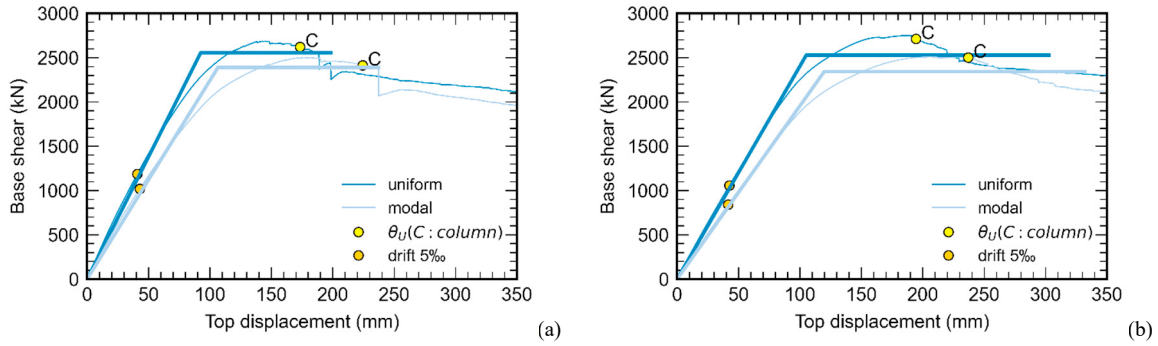 3000
2500
2000
1500
1000
500
0
Base shear (kN)
C
C
uniform
modal
θU(C : column)
drift 5‰
0 50 100 150 200 250 300 350
Top displacement (mm)
(a)
3000
2500
2000
1500
1000
500
0
Base shear (kN)
C
C
uniform
modal
θU(C : column)
drift 5‰
0 50 100 150 200 250 300 350
Top displacement (mm)
(b)